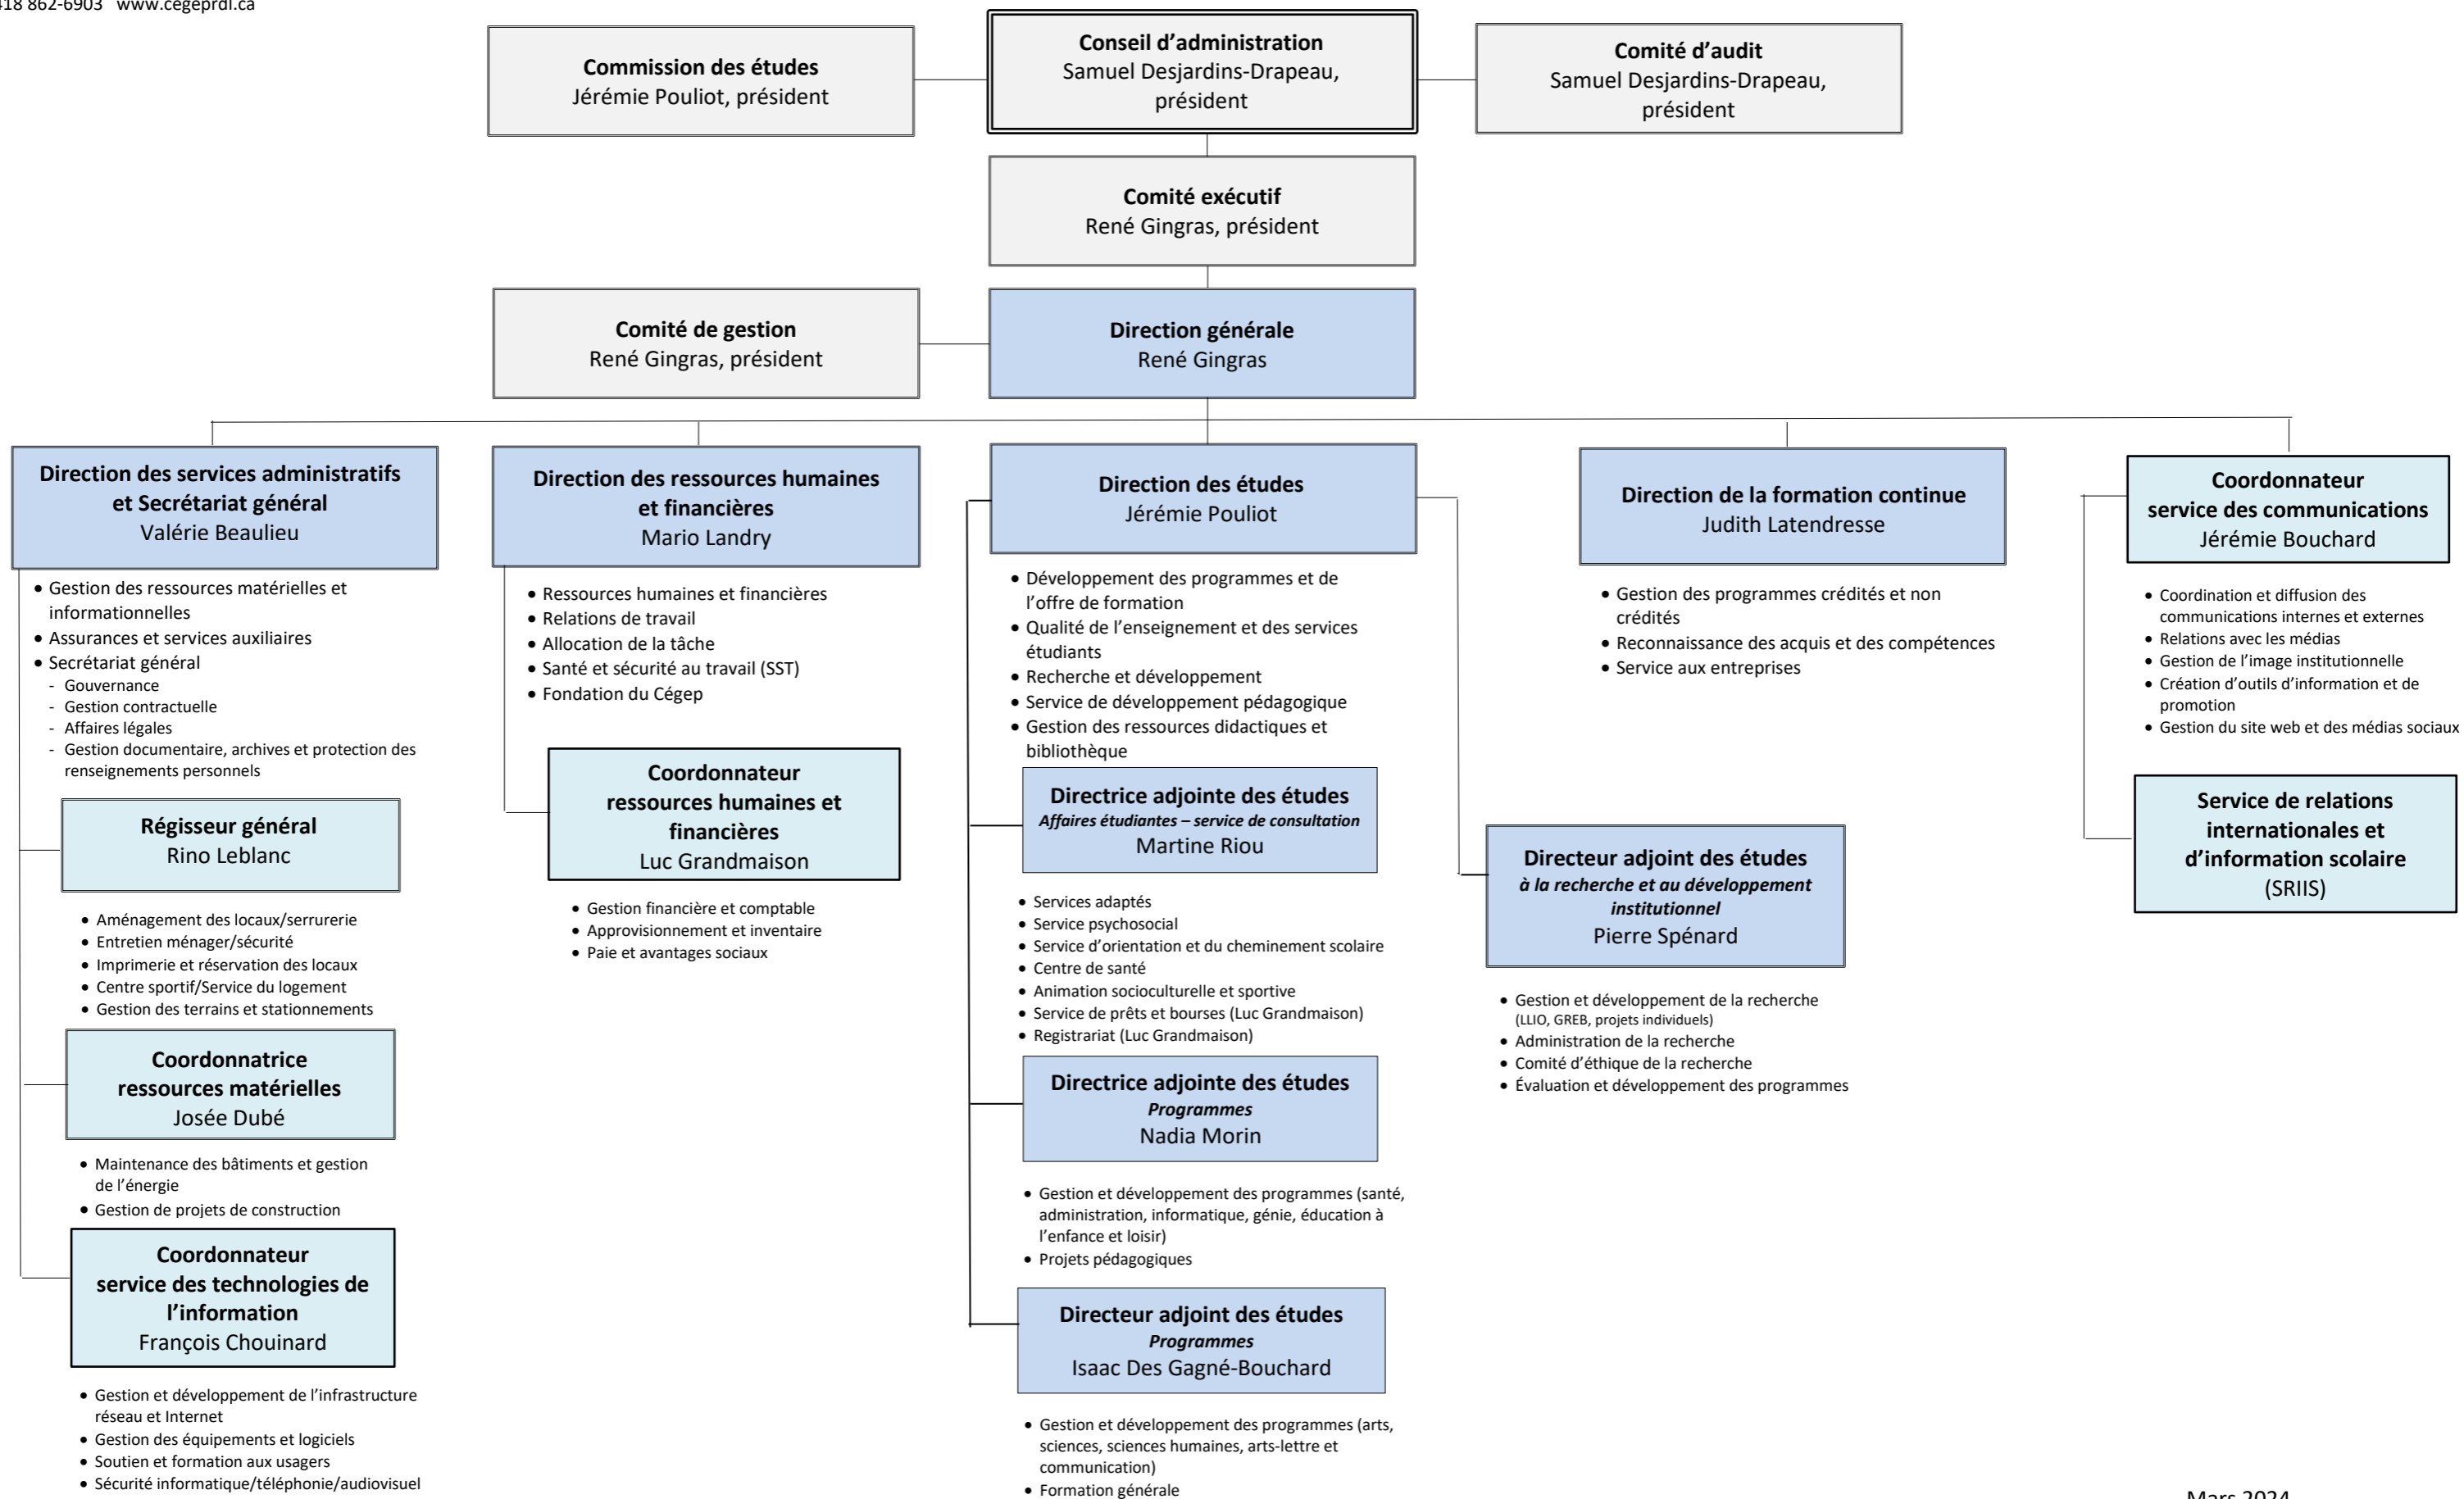 418 862-6903 www.cegeprdl.ca
Commission des études
Jérémie Pouliot, président
Conseil d’administration
Samuel Desjardins-Drapeau,
président
Comité d’audit
Samuel Desjardins-Drapeau,
président
Comité exécutif
René Gingras, président
Comité de gestion
René Gingras, président
Direction générale
René Gingras
Direction des services administratifs
et Secrétariat général
Valérie Beaulieu
• Gestion des ressources matérielles et
informationnelles
• Assurances et services auxiliaires
• Secrétariat général
- Gouvernance
- Gestion contractuelle
- Affaires légales
- Gestion documentaire, archives et protection des
renseignements personnels
Régisseur général
Rino Leblanc
• Aménagement des locaux/serrurerie
• Entretien ménager/sécurité
• Imprimerie et réservation des locaux
• Centre sportif/Service du logement
• Gestion des terrains et stationnements
Coordonnatrice
ressources matérielles
Josée Dubé
• Maintenance des bâtiments et gestion
de l’énergie
• Gestion de projets de construction
Coordonnateur
service des technologies de
l’information
François Chouinard
• Gestion et développement de l’infrastructure
réseau et Internet
• Gestion des équipements et logiciels
• Soutien et formation aux usagers
• Sécurité informatique/téléphonie/audiovisuel
Direction des ressources humaines
et financières
Mario Landry
• Ressources humaines et financières
• Relations de travail
• Allocation de la tâche
• Santé et sécurité au travail (SST)
• Fondation du Cégep
Coordonnateur
ressources humaines et
financières
Luc Grandmaison
• Gestion financière et comptable
• Approvisionnement et inventaire
• Paie et avantages sociaux
Direction des études
Jérémie Pouliot
• Développement des programmes et de
l’offre de formation
• Qualité de l’enseignement et des services
étudiants
• Recherche et développement
• Service de développement pédagogique
• Gestion des ressources didactiques et
bibliothèque
Directrice adjointe des études
Affaires étudiantes – service de consultation
Martine Riou
• Services adaptés
• Service psychosocial
• Service d’orientation et du cheminement scolaire
• Centre de santé
• Animation socioculturelle et sportive
• Service de prêts et bourses (Luc Grandmaison)
• Registrariat (Luc Grandmaison)
Directrice adjointe des études
Programmes
Nadia Morin
• Gestion et développement des programmes (santé,
administration, informatique, génie, éducation à
l’enfance et loisir)
• Projets pédagogiques
Directeur adjoint des études
Programmes
Isaac Des Gagné-Bouchard
• Gestion et développement des programmes (arts,
sciences, sciences humaines, arts-lettre et
communication)
• Formation générale
Directeur adjoint des études
à la recherche et au développement
institutionnel
Pierre Spénard
• Gestion et développement de la recherche
(LLIO, GREB, projets individuels)
• Administration de la recherche
• Comité d’éthique de la recherche
• Évaluation et développement des programmes
Direction de la formation continue
Judith Latendresse
• Gestion des programmes crédités et non
crédités
• Reconnaissance des acquis et des compétences
• Service aux entreprises
Coordonnateur
service des communications
Jérémie Bouchard
• Coordination et diffusion des
communications internes et externes
• Relations avec les médias
• Gestion de l’image institutionnelle
• Création d’outils d’information et de
promotion
• Gestion du site web et des médias sociaux
Service de relations
internationales et
d’information scolaire
(SRIIS)
Mars 2024